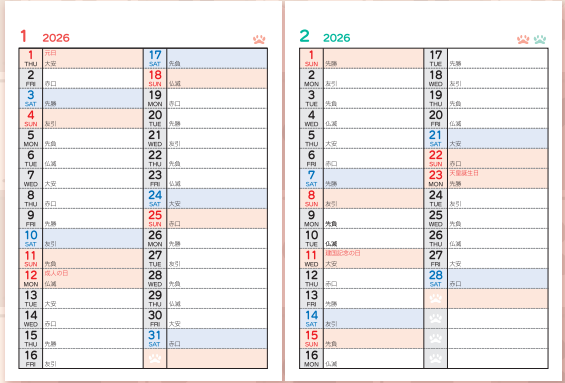 1 2026
1 元日
THU 大安
2
FRI 赤口
3
SAT 先勝
4
SUN 友引
5
MON 先負
6
TUE 仏滅
7
WED 大安
8
THU 赤口
9
FRI 先勝
10
SAT 友引
11
SUN 先負
12 成人の日
MON 仏滅
13
TUE 大安
14
WED 赤口
15
THU 先勝
16
FRI 友引
17
SAT 先負
18
SUN 仏滅
19
MON 赤口
20
TUE 先勝
21
WED 友引
22
THU 先負
23
FRI 仏滅
24
SAT 大安
25
SUN 赤口
26
MON 先勝
27
TUE 友引
28
WED 先負
29
THU 仏滅
30
FRI 大安
31
SAT 赤口
2 2026
1
SUN 先勝
2
MON 友引
3
TUE 先負
4
WED 仏滅
5
THU 大安
6
FRI 赤口
7
SAT 先勝
8
SUN 友引
9
MON 先負
10
TUE 仏滅
11 建国記念の日
WED 大安
12
THU 赤口
13
FRI 先勝
14
SAT 友引
15
SUN 先負
16
MON 仏滅
17
TUE 先勝
18
WED 友引
19
THU 先負
20
FRI 仏滅
21
SAT 大安
22
SUN 赤口
23 天皇誕生日
MON 先勝
24
TUE 友引
25
WED 先負
26
THU 仏滅
27
FRI 大安
28
SAT 赤口